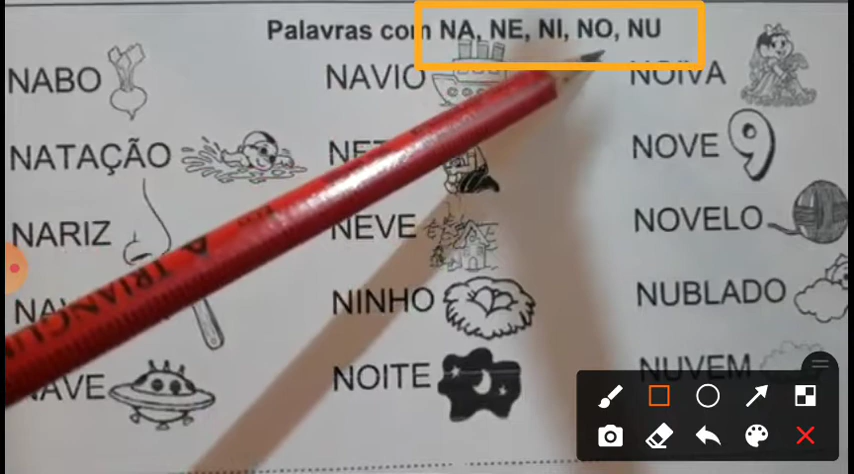 Palavras com NA, NE, NI, NO, NU
NABO
NAVIO
NOIVA
NATAÇÃO
NOVE 9
NARIZ
NEVE
NOVELO
NINHO
NUBLADO
NOITE
NUVEM